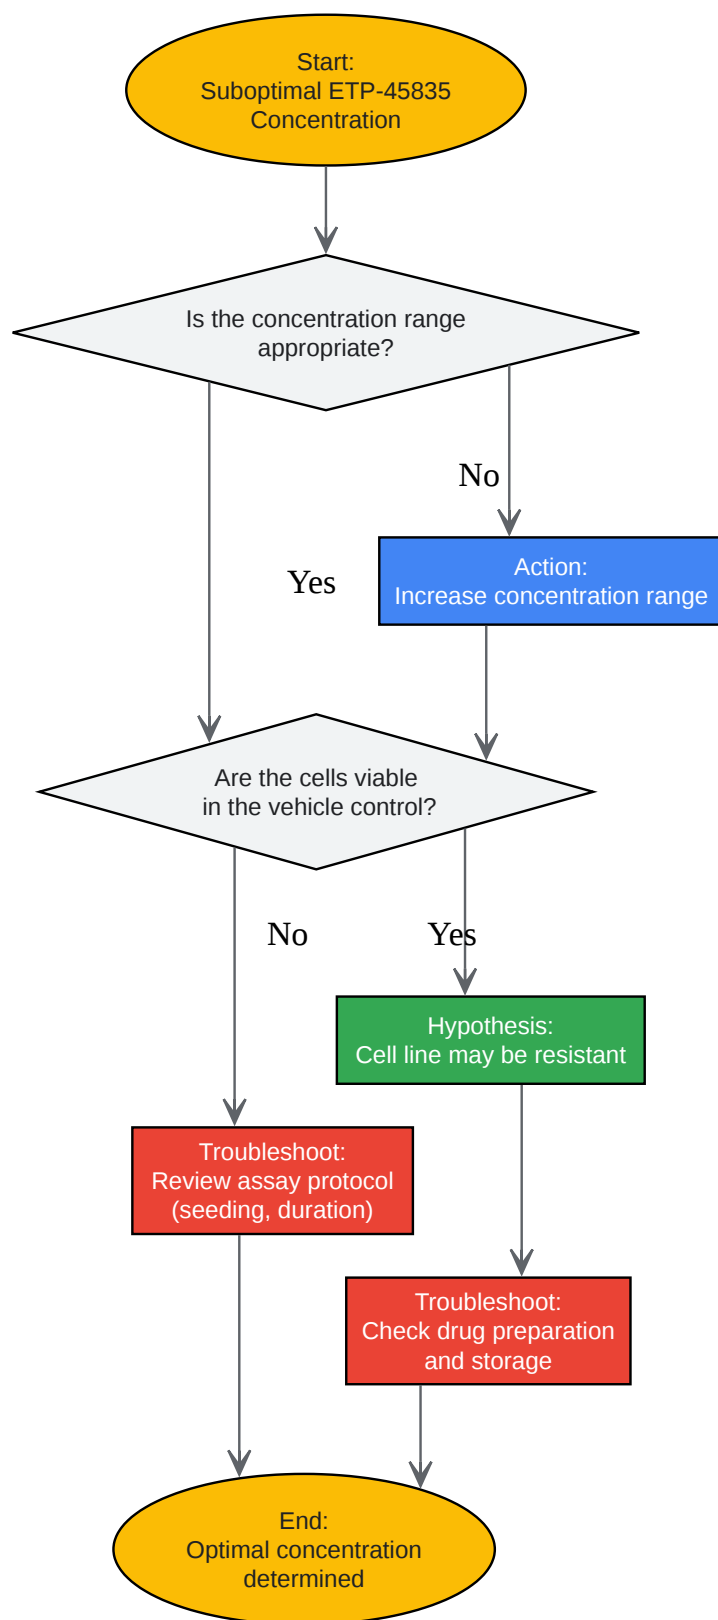 Start:
Suboptimal ETP-45835
Concentration
Is the concentration range
appropriate?
No
Action:
Increase concentration range
Yes
Are the cells viable
in the vehicle control?
No
Yes
Hypothesis:
Cell line may be resistant
Troubleshoot:
Review assay protocol
(seeding, duration)
Troubleshoot:
Check drug preparation
and storage
End:
Optimal concentration
determined